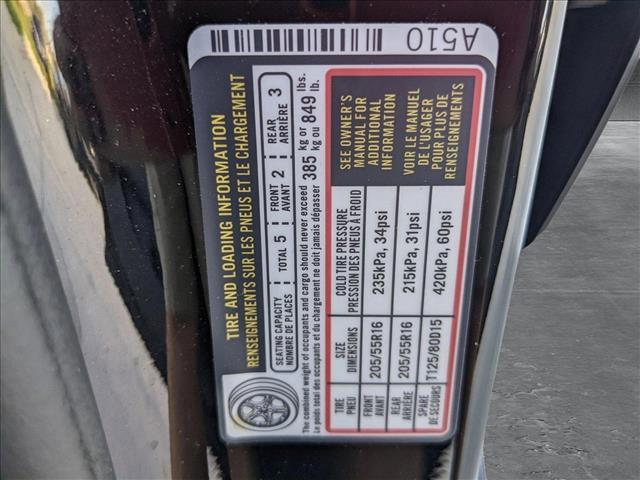 TIRE AND LOADING INFORMATION
RENSEIGNEMENTS SUR LES PNEUS ET LE CHARGEMENT
SEATING CAPACITY
NOMBRE DE PLACES
TOTAL 5
FRONT
AVANT 2
REAR
ARRIÈRE 3
The combined weight of occupants and cargo should never exceed 385 kg or 849 lbs.
Le poids total des occupants et du chargement ne doit jamais dépasser 385 kg ou 849 lb.
TIRE
PNEU
SIZE
DIMENSIONS
COLD TIRE PRESSURE
PRESSION DES PNEUS À FROID
FRONT
AVANT
205/55R16
235kPa, 34psi
REAR
ARRIÈRE
205/55R16
215kPa, 31psi
SPARE
DE SECOURS
T125/80D15
420kPa, 60psi
SEE OWNER'S
MANUAL FOR
ADDITIONAL
INFORMATION
VOIR LE MANUEL
DE L'USAGER
POUR PLUS DE
RENSEIGNEMENTS
A510